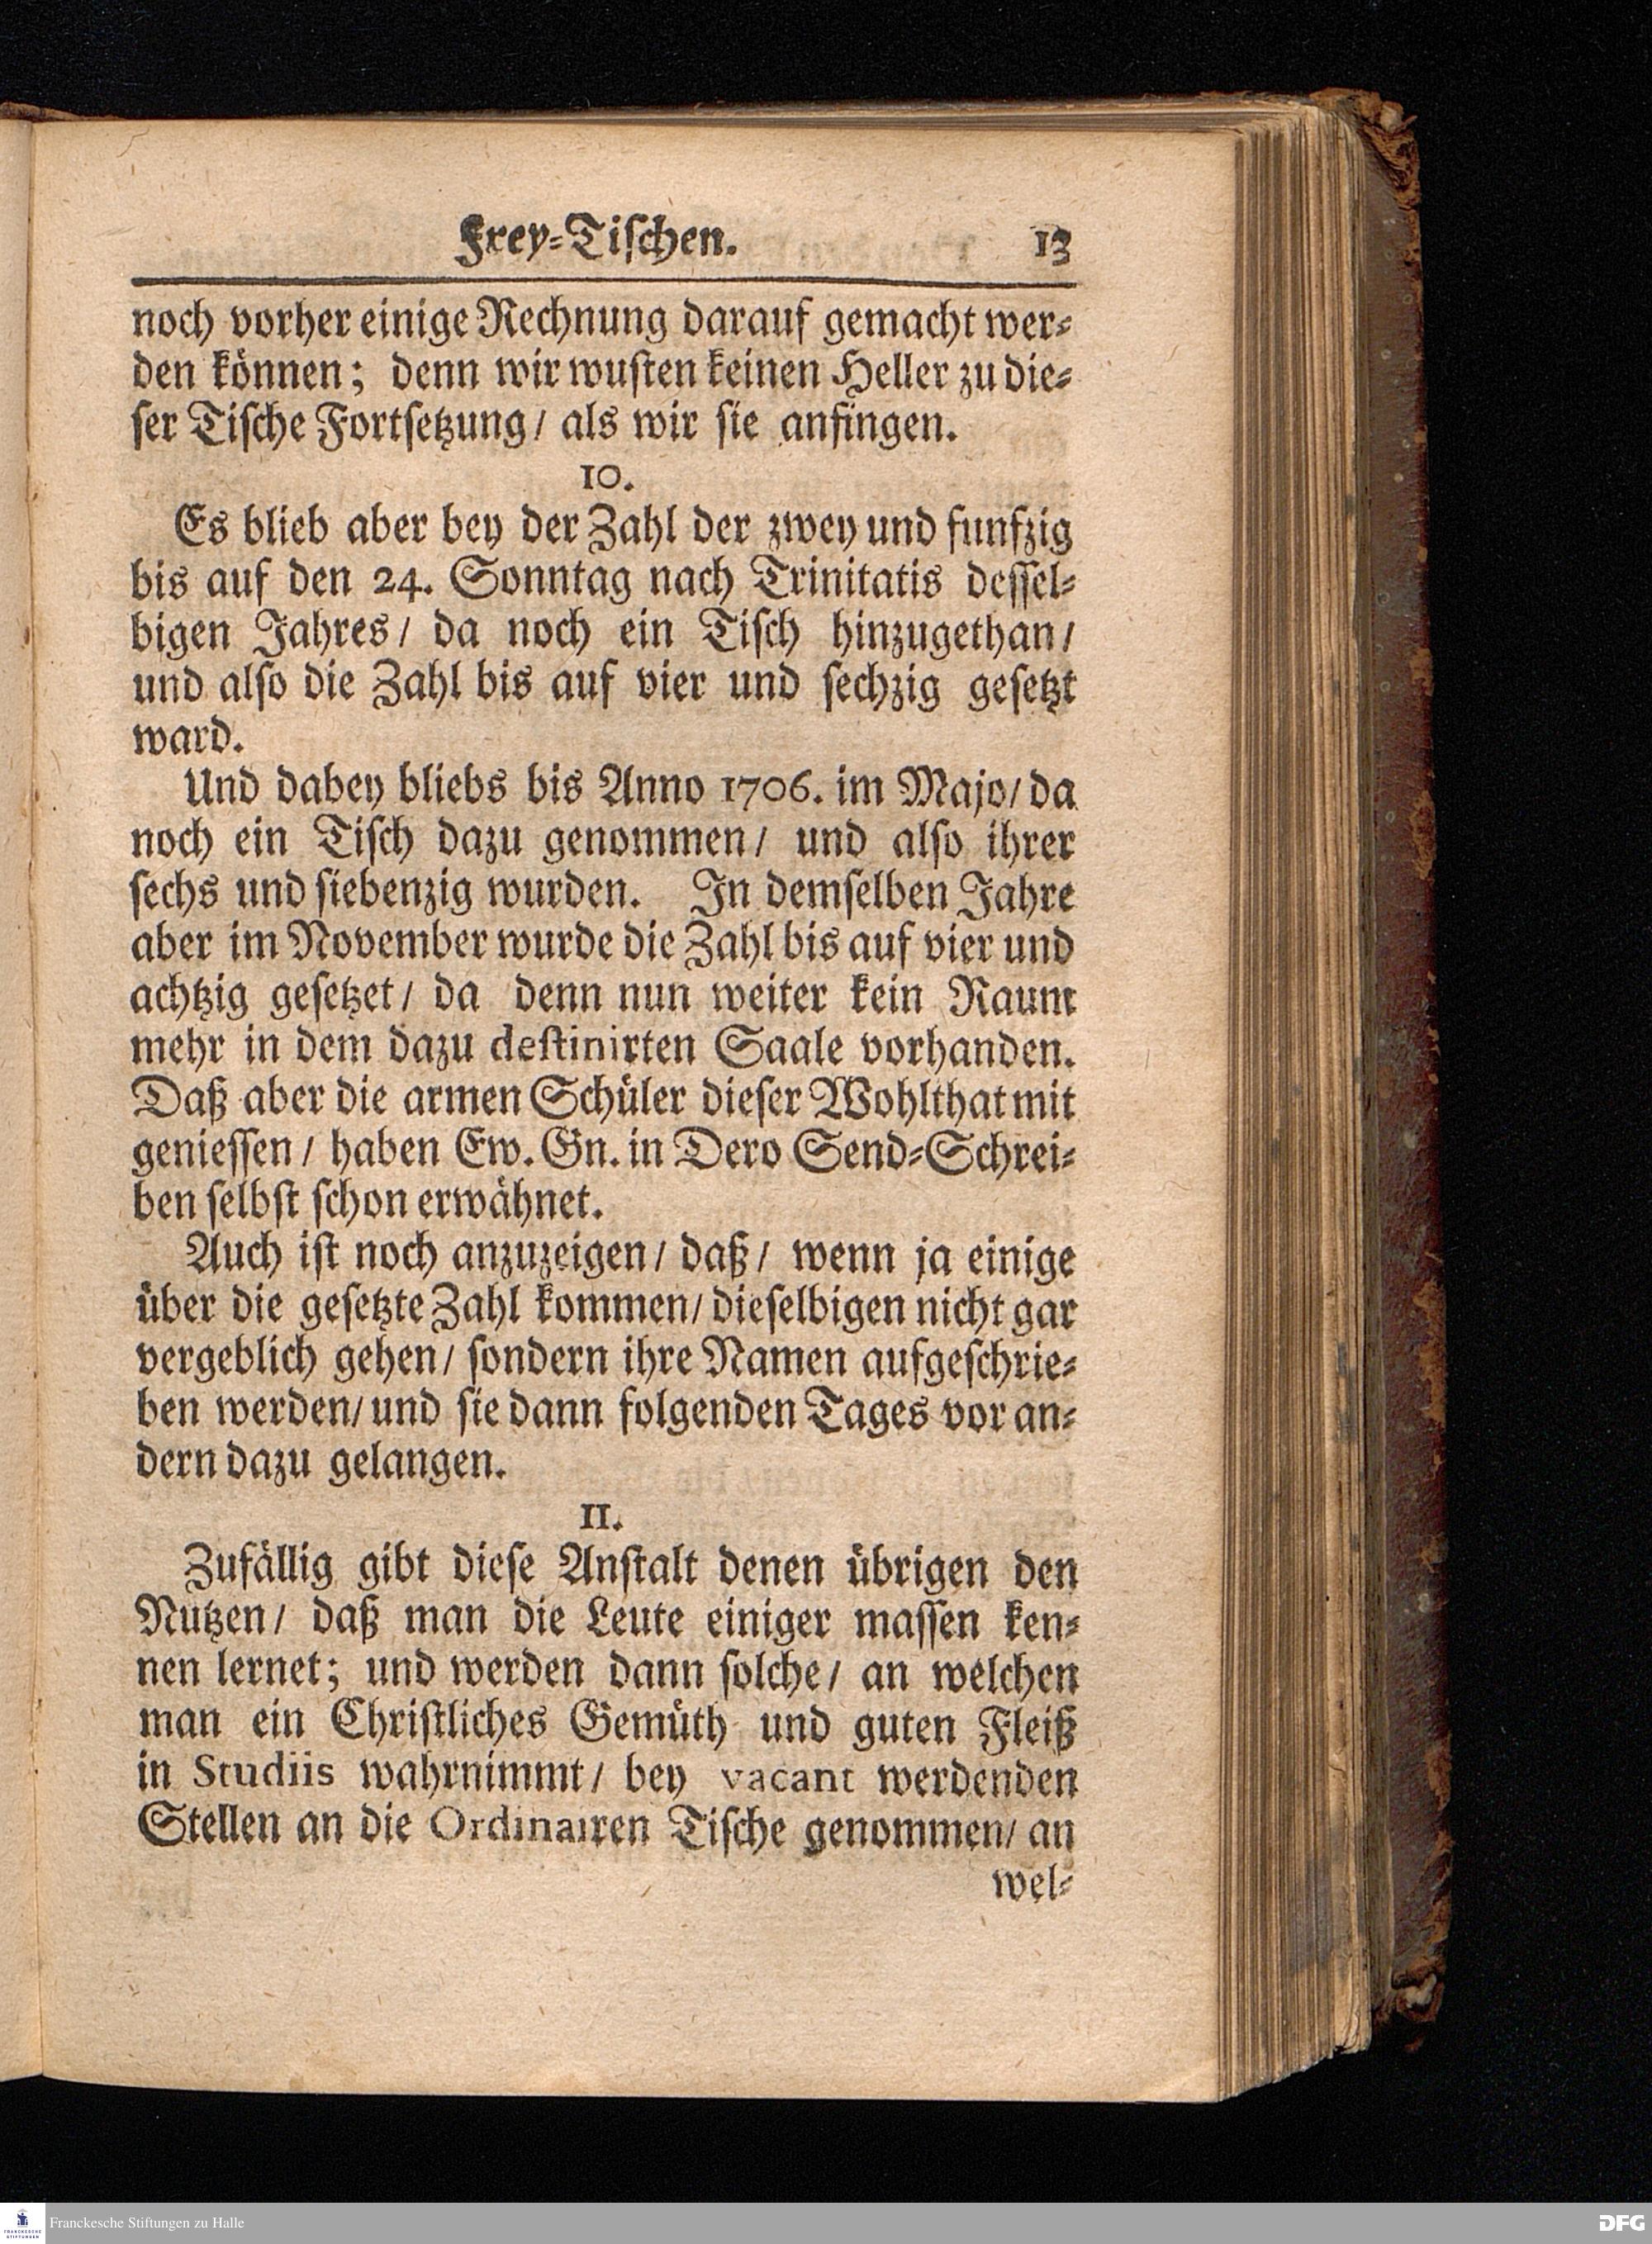 Frey-Tischen. 13
noch vorher einige Rechnung darauf gemacht wer-
den können; denn wir wusten keinen Heller zu die-
ser Tische Fortsetzung/ als wir sie anfingen.
10.
Es blieb aber bey der Zahl der zwey und funfzig
bis auf den 24. Sonntag nach Trinitatis dessel-
bigen Jahres/ da noch ein Tisch hinzugethan/
und also die Zahl bis auf vier und sechzig gesetzt
ward.
Und dabey bliebs bis Anno 1706. im Majo/ da
noch ein Tisch dazu genommen/ und also ihrer
sechs und siebenzig wurden. In demselben Jahre
aber im November wurde die Zahl bis auf vier und
achtzig gesetzet/ da denn nun weiter kein Raum
mehr in dem dazu destinirten Saale vorhanden.
Daß aber die armen Schüler dieser Wohlthat mit
geniessen/ haben Ew. Gn. in Dero Send-Schrei-
ben selbst schon erwähnet.
Auch ist noch anzuzeigen/ daß/ wenn ja einige
über die gesetzte Zahl kommen/ dieselbigen nicht gar
vergeblich gehen/ sondern ihre Namen aufgeschrie-
ben werden/ und sie dann folgenden Tages vor an-
dern dazu gelangen.
11.
Zufällig gibt diese Anstalt denen übrigen den
Nutzen/ daß man die Leute einiger massen ken-
nen lernet; und werden dann solche/ an welchen
man ein Christliches Gemüth und guten Fleiß
in Studiis wahrnimmt/ bey vacant werdenden
Stellen an die Ordinairen Tische genommen/ an
wel-
FRANCKESCHE
STIFTUNGEN
Franckesche Stiftungen zu Halle
DFG